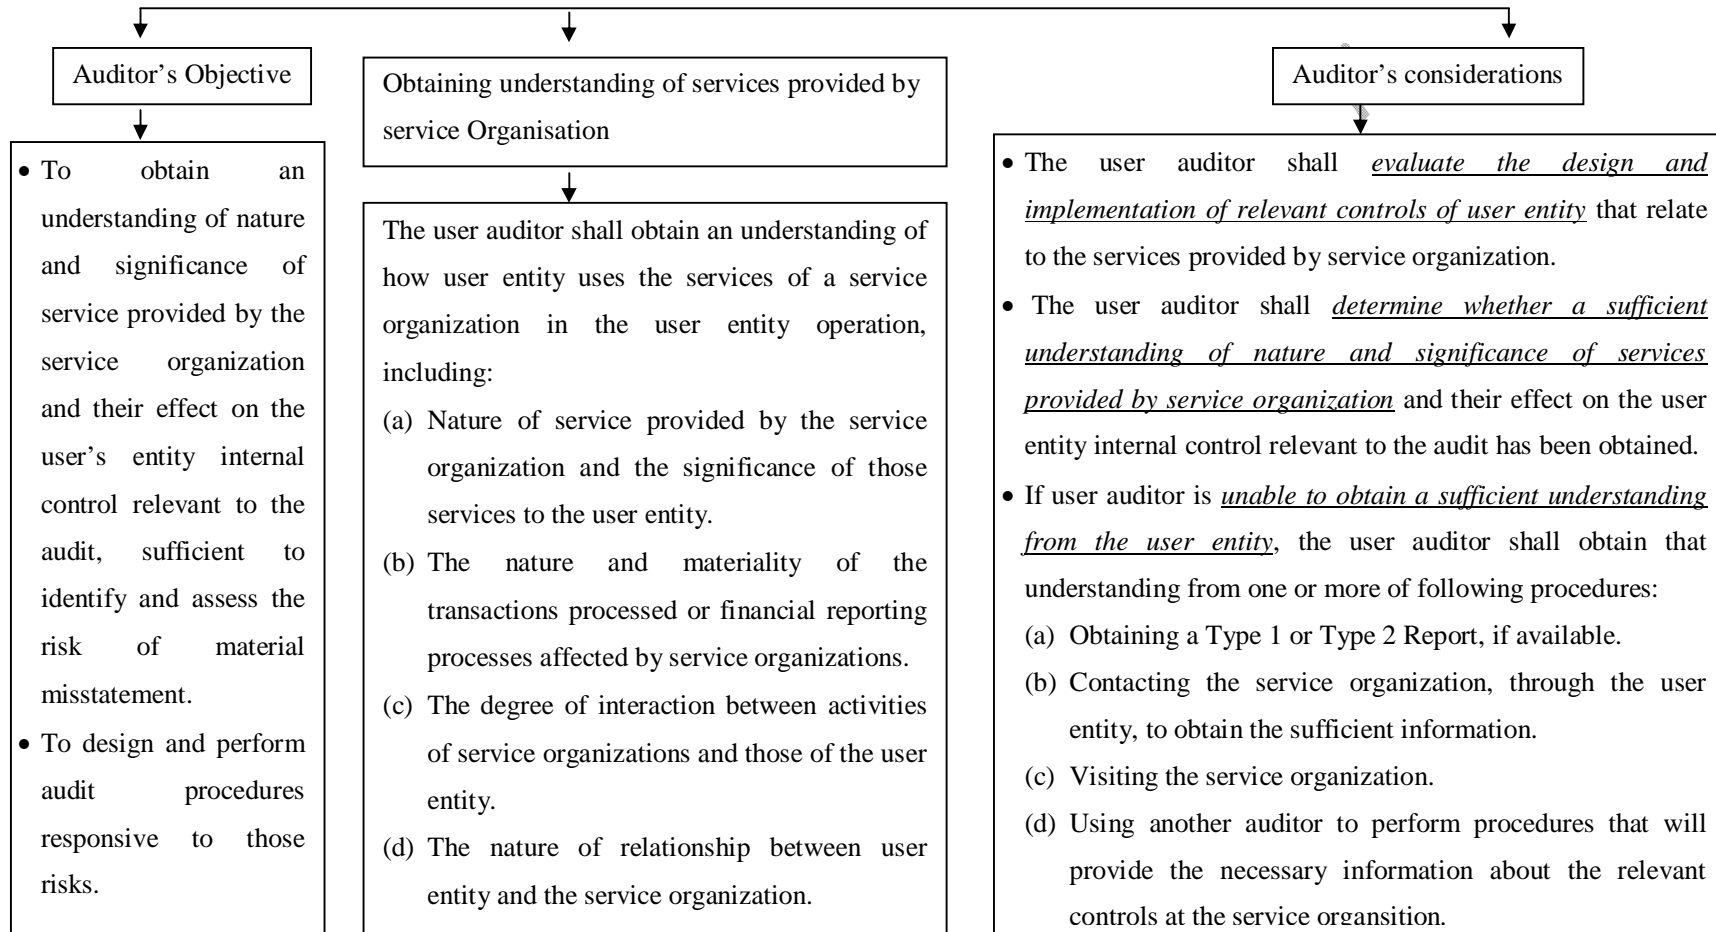 Auditor’s Objective
To obtain an
understanding of nature
and significance of
service provided by the
service organization
and their effect on the
user’s entity internal
control relevant to the
audit, sufficient to
identify and assess the
risk of material
misstatement.
To design and perform
audit procedures
responsive to those
risks.
Obtaining understanding of services provided by
service Organisation
The user auditor shall obtain an understanding of
how user entity uses the services of a service
organization in the user entity operation,
including:
(a) Nature of service provided by the service
organization and the significance of those
services to the user entity.
(b) The nature and materiality of the
transactions processed or financial reporting
processes affected by service organizations.
(c) The degree of interaction between activities
of service organizations and those of the user
entity.
(d) The nature of relationship between user
entity and the service organization.
Auditor’s considerations
The user auditor shall evaluate the design and
implementation of relevant controls of user entity that relate
to the services provided by service organization.
The user auditor shall determine whether a sufficient
understanding of nature and significance of services
provided by service organization and their effect on the user
entity internal control relevant to the audit has been obtained.
If user auditor is unable to obtain a sufficient understanding
from the user entity, the user auditor shall obtain that
understanding from one or more of following procedures:
(a) Obtaining a Type 1 or Type 2 Report, if available.
(b) Contacting the service organization, through the user
entity, to obtain the sufficient information.
(c) Visiting the service organization.
(d) Using another auditor to perform procedures that will
provide the necessary information about the relevant
controls at the service organsition.